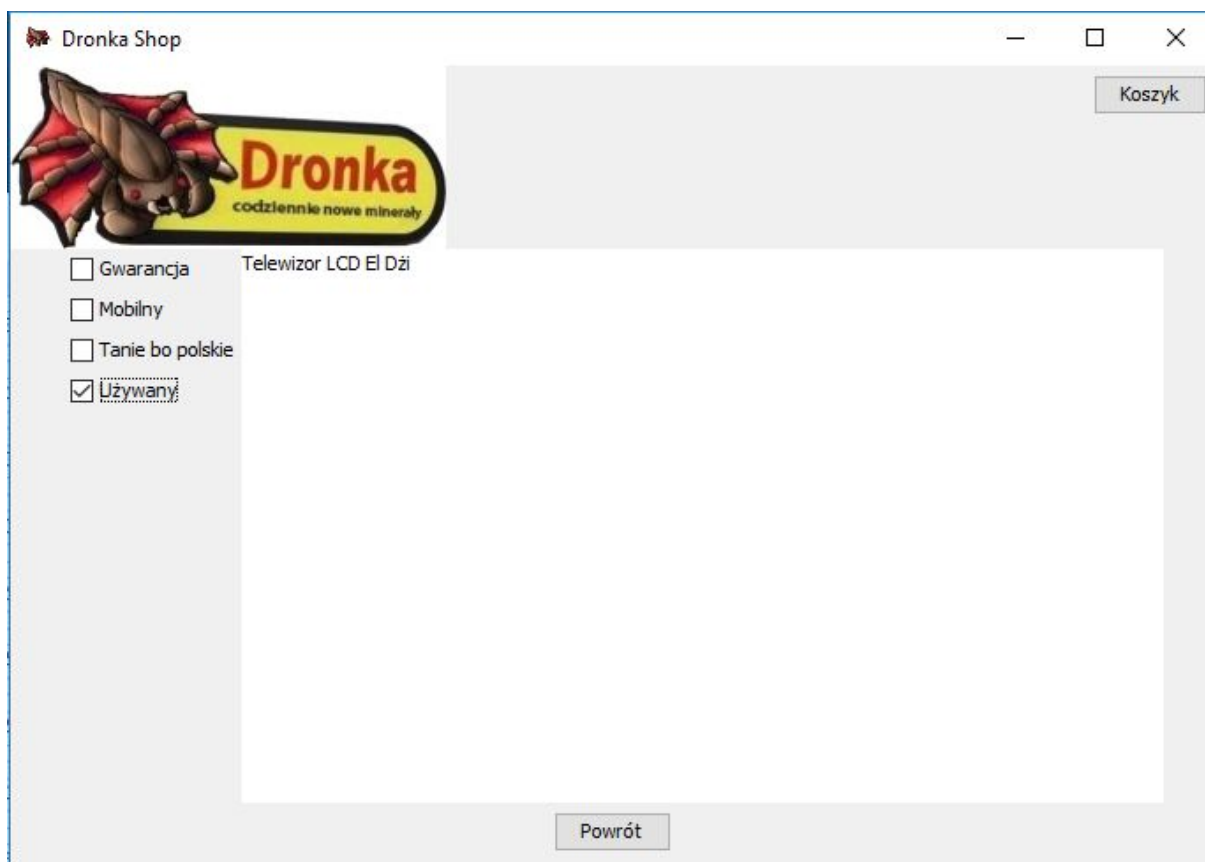 Dronka Shop
Koszyk
Dronka
codziennie nowe minerały
Gwarancja
Telewizor LCD El Dżi
Mobilny
Tanie bo polskie
Używany
Powrót